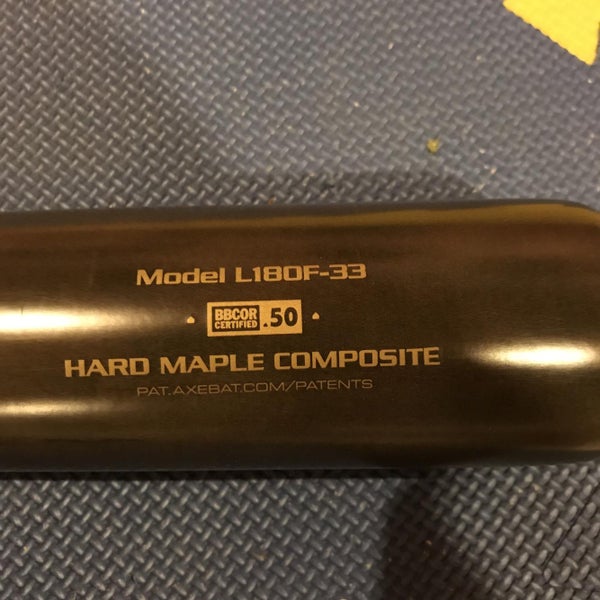 Model L180F-33
BBCOR
CERTIFIED .50
HARD MAPLE COMPOSITE
PAT.AXEBAT.COM/PATENTS